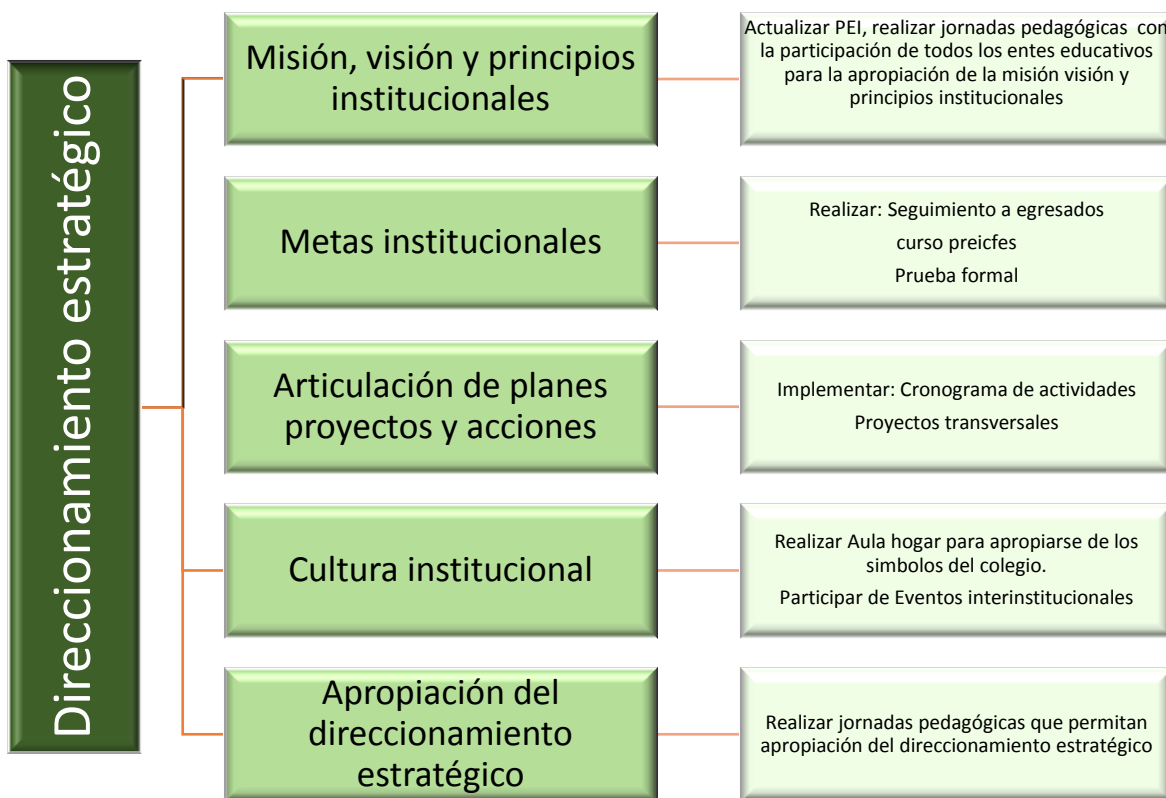 Direccionamiento estratégico
Misión, visión y principios
institucionales
Actualizar PEI, realizar jornadas pedagógicas con
la participación de todos los entes educativos
para la apropiación de la misión visión y
principios institucionales
Metas institucionales
Realizar: Seguimiento a egresados
curso preicfes
Prueba formal
Articulación de planes
proyectos y acciones
Implementar: Cronograma de actividades
Proyectos transversales
Cultura institucional
Realizar Aula hogar para apropiarse de los
simbolos del colegio.
Participar de Eventos interinstitucionales
Apropiación del
direccionamiento
estratégico
Realizar jornadas pedagógicas que permitan
apropiación del direccionamiento estratégico